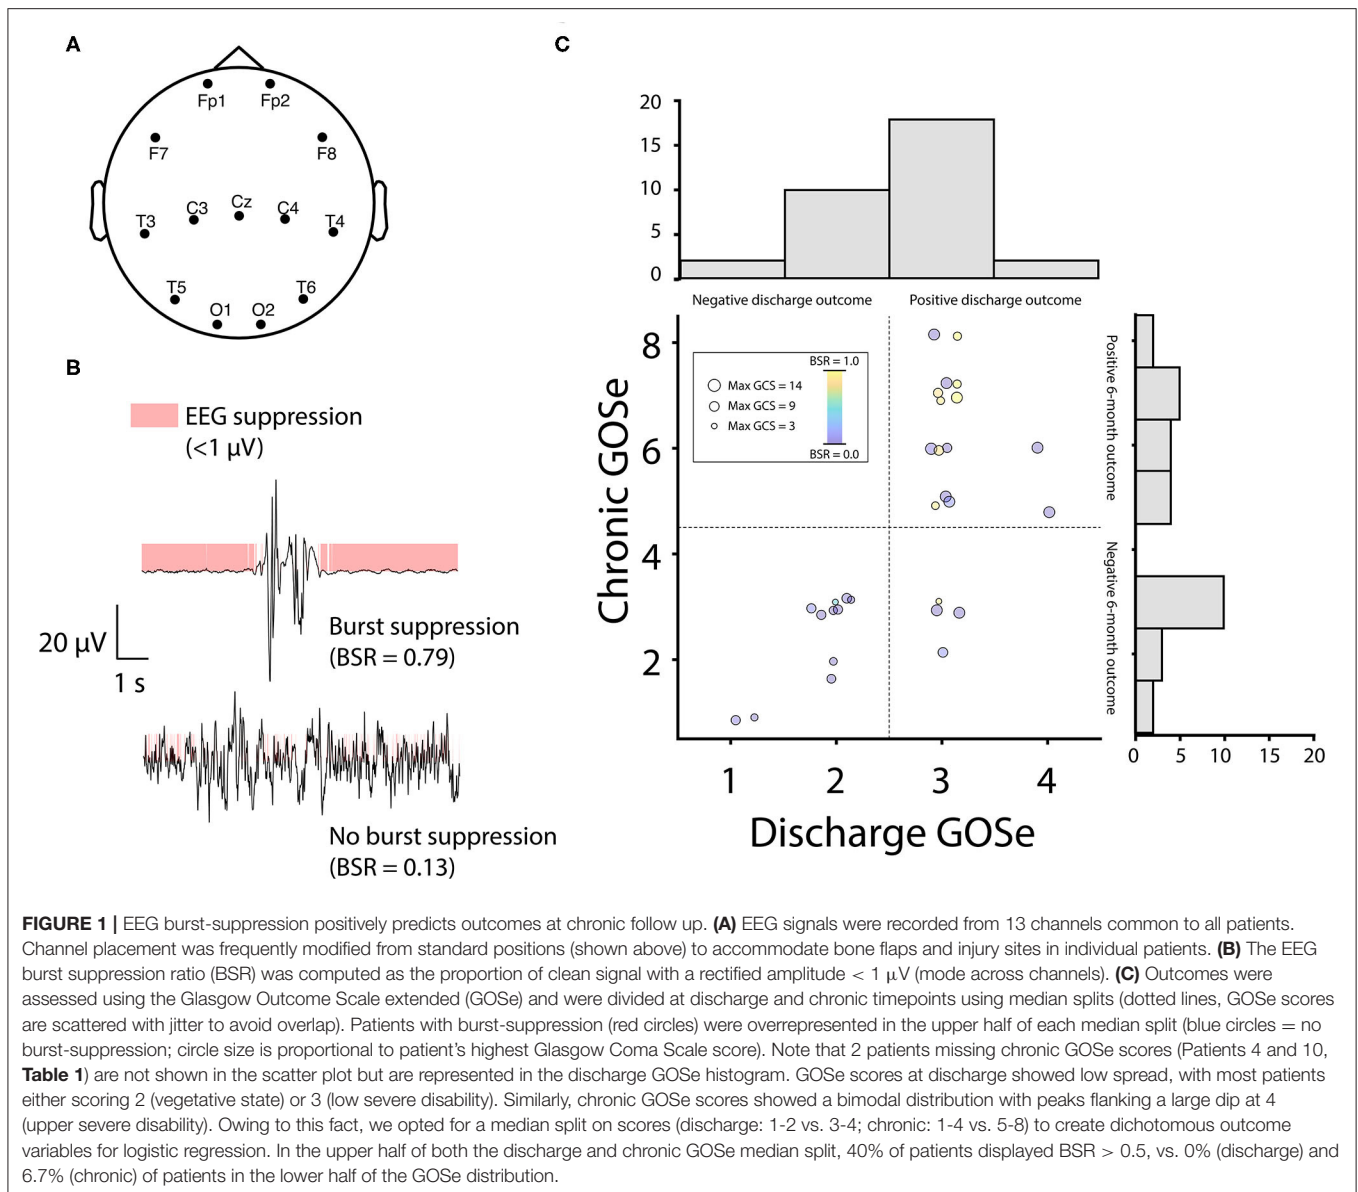 A
Fp1 Fp2
F7 F8
C3 Cz C4
T3 T4
T5 T6
O1 O2
B
EEG suppression
(<1 μV)
Burst suppression
(BSR = 0.79)
20 μV
1 s
No burst suppression
(BSR = 0.13)
C
20
15
10
5
0
Negative discharge outcome Positive discharge outcome
8
6
4
2
Chronic GOSe
BSR = 1.0
Max GCS = 14
Max GCS = 9
Max GCS = 3
BSR = 0.0
1 2 3 4
Discharge GOSe
Positive 6-month outcome
Negative 6-month outcome
0 5 10 15 20
FIGURE 1 | EEG burst-suppression positively predicts outcomes at chronic follow up. (A) EEG signals were recorded from 13 channels common to all patients.
Channel placement was frequently modified from standard positions (shown above) to accommodate bone flaps and injury sites in individual patients. (B) The EEG
burst suppression ratio (BSR) was computed as the proportion of clean signal with a rectified amplitude < 1 μV (mode across channels). (C) Outcomes were
assessed using the Glasgow Outcome Scale extended (GOSe) and were divided at discharge and chronic timepoints using median splits (dotted lines, GOSe scores
are scattered with jitter to avoid overlap). Patients with burst-suppression (red circles) were overrepresented in the upper half of each median split (blue circles = no
burst-suppression; circle size is proportional to patient's highest Glasgow Coma Scale score). Note that 2 patients missing chronic GOSe scores (Patients 4 and 10,
Table 1) are not shown in the scatter plot but are represented in the discharge GOSe histogram. GOSe scores at discharge showed low spread, with most patients
either scoring 2 (vegetative state) or 3 (low severe disability). Similarly, chronic GOSe scores showed a bimodal distribution with peaks flanking a large dip at 4
(upper severe disability). Owing to this fact, we opted for a median split on scores (discharge: 1-2 vs. 3-4; chronic: 1-4 vs. 5-8) to create dichotomous outcome
variables for logistic regression. In the upper half of both the discharge and chronic GOSe median split, 40% of patients displayed BSR > 0.5, vs. 0% (discharge) and
6.7% (chronic) of patients in the lower half of the GOSe distribution.